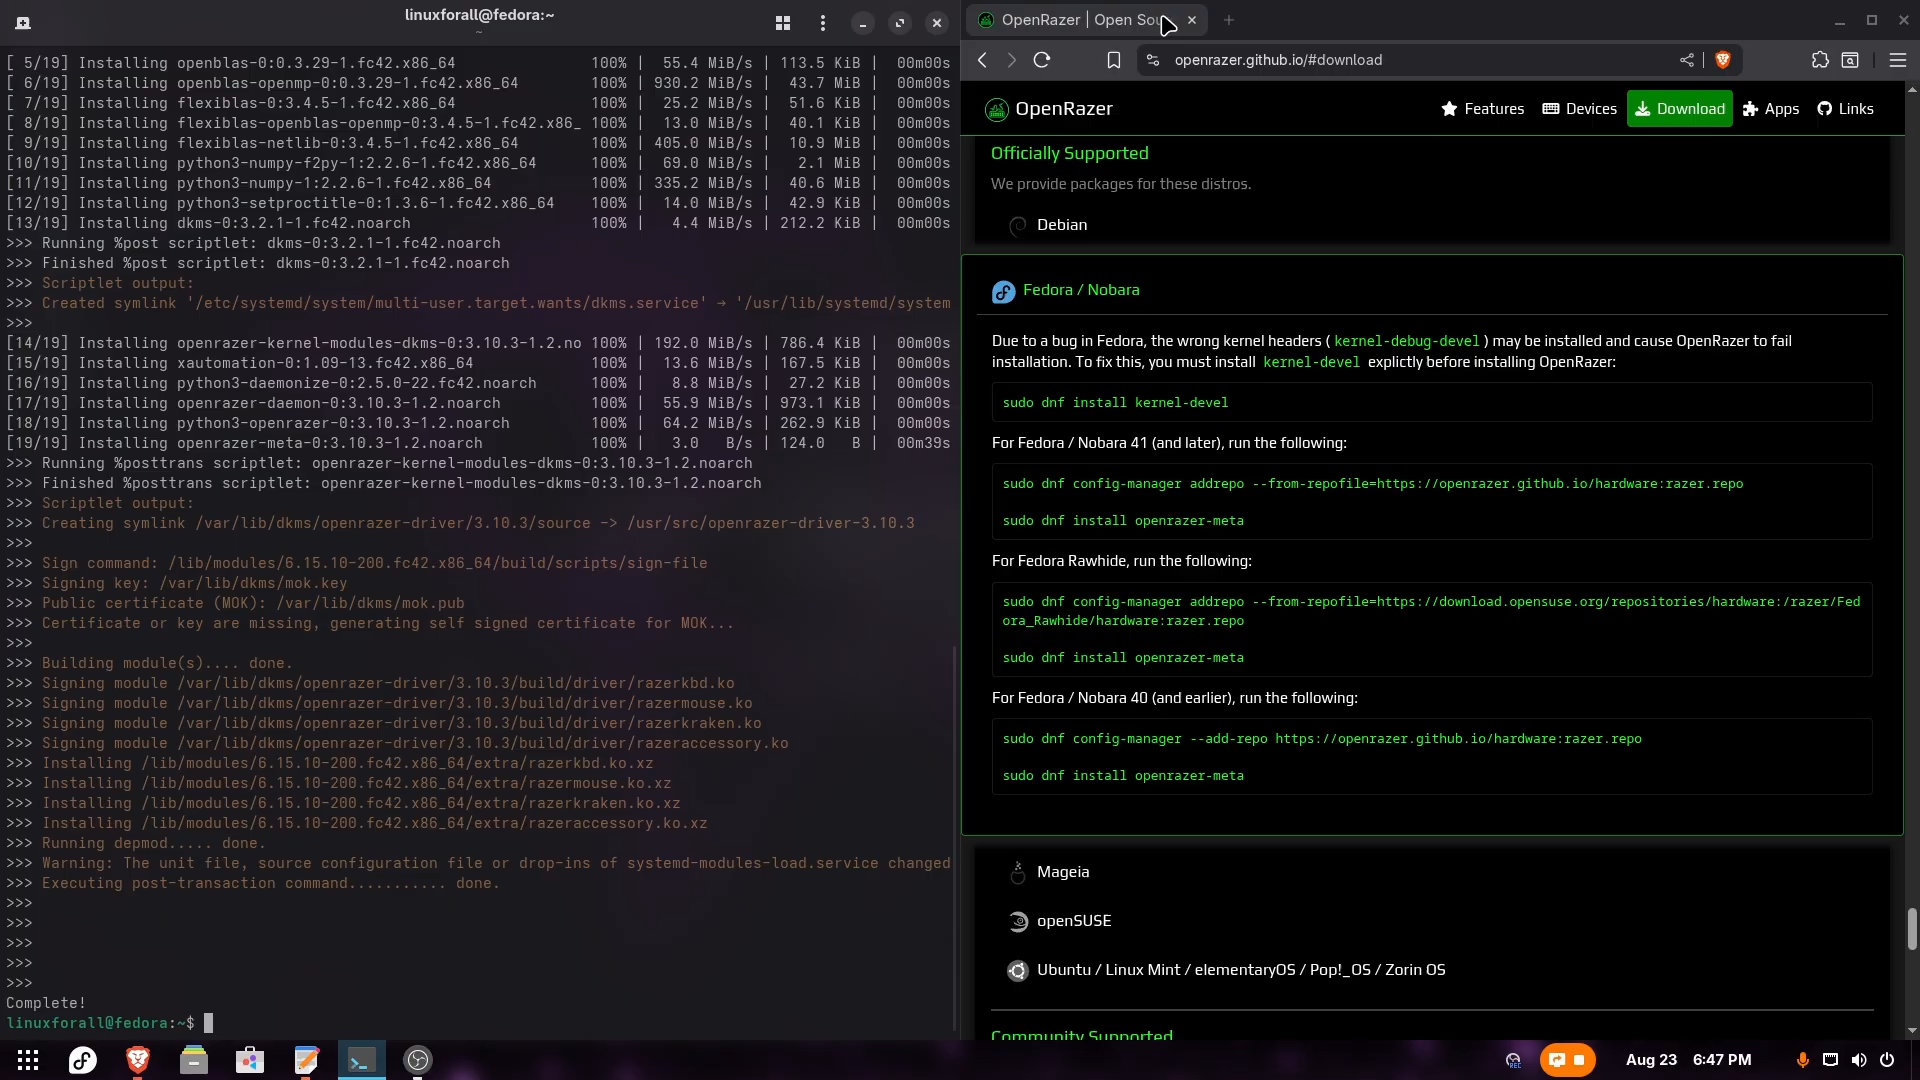 linuxforall@fedora:~
~
[ 5/19] Installing openblas-0:0.3.29-1.fc42.x86_64 100% | 55.4 MiB/s | 113.5 KiB | 00m00s
[ 6/19] Installing openblas-openmp-0:0.3.29-1.fc42.x86_64 100% | 930.2 MiB/s | 43.7 MiB | 00m00s
[ 7/19] Installing flexiblas-0:3.4.5-1.fc42.x86_64 100% | 25.2 MiB/s | 51.6 KiB | 00m00s
[ 8/19] Installing flexiblas-openblas-openmp-0:3.4.5-1.fc42.x86_ 100% | 13.0 MiB/s | 40.1 KiB | 00m00s
[ 9/19] Installing flexiblas-netlib-0:3.4.5-1.fc42.x86_64 100% | 405.0 MiB/s | 10.9 MiB | 00m00s
[10/19] Installing python3-numpy-f2py-1:2.2.6-1.fc42.x86_64 100% | 69.0 MiB/s | 2.1 MiB | 00m00s
[11/19] Installing python3-numpy-1:2.2.6-1.fc42.x86_64 100% | 335.2 MiB/s | 40.6 MiB | 00m00s
[12/19] Installing python3-setproctitle-0:1.3.6-1.fc42.x86_64 100% | 14.0 MiB/s | 42.9 KiB | 00m00s
[13/19] Installing dkms-0:3.2.1-1.fc42.noarch 100% | 4.4 MiB/s | 212.2 KiB | 00m00s
>>> Running %post scriptlet: dkms-0:3.2.1-1.fc42.noarch
>>> Finished %post scriptlet: dkms-0:3.2.1-1.fc42.noarch
>>> Scriptlet output:
>>> Created symlink '/etc/systemd/system/multi-user.target.wants/dkms.service' → '/usr/lib/systemd/system
>>>
[14/19] Installing openrazer-kernel-modules-dkms-0:3.10.3-1.2.no 100% | 192.0 MiB/s | 786.4 KiB | 00m00s
[15/19] Installing xautomation-0:1.09-13.fc42.x86_64 100% | 13.6 MiB/s | 167.5 KiB | 00m00s
[16/19] Installing python3-daemonize-0:2.5.0-22.fc42.noarch 100% | 8.8 MiB/s | 27.2 KiB | 00m00s
[17/19] Installing openrazer-daemon-0:3.10.3-1.2.noarch 100% | 55.9 MiB/s | 973.1 KiB | 00m00s
[18/19] Installing python3-openrazer-0:3.10.3-1.2.noarch 100% | 64.2 MiB/s | 262.9 KiB | 00m00s
[19/19] Installing openrazer-meta-0:3.10.3-1.2.noarch 100% | 3.0 B/s | 124.0 B | 00m39s
>>> Running %posttrans scriptlet: openrazer-kernel-modules-dkms-0:3.10.3-1.2.noarch
>>> Finished %posttrans scriptlet: openrazer-kernel-modules-dkms-0:3.10.3-1.2.noarch
>>> Scriptlet output:
>>> Creating symlink /var/lib/dkms/openrazer-driver/3.10.3/source -> /usr/src/openrazer-driver-3.10.3
>>>
>>> Sign command: /lib/modules/6.15.10-200.fc42.x86_64/build/scripts/sign-file
>>> Signing key: /var/lib/dkms/mok.key
>>> Public certificate (MOK): /var/lib/dkms/mok.pub
>>> Certificate or key are missing, generating self signed certificate for MOK...
>>>
>>> Building module(s).... done.
>>> Signing module /var/lib/dkms/openrazer-driver/3.10.3/build/driver/razerkbd.ko
>>> Signing module /var/lib/dkms/openrazer-driver/3.10.3/build/driver/razermouse.ko
>>> Signing module /var/lib/dkms/openrazer-driver/3.10.3/build/driver/razerkraken.ko
>>> Signing module /var/lib/dkms/openrazer-driver/3.10.3/build/driver/razeraccessory.ko
>>> Installing /lib/modules/6.15.10-200.fc42.x86_64/extra/razerkbd.ko.xz
>>> Installing /lib/modules/6.15.10-200.fc42.x86_64/extra/razermouse.ko.xz
>>> Installing /lib/modules/6.15.10-200.fc42.x86_64/extra/razerkraken.ko.xz
>>> Installing /lib/modules/6.15.10-200.fc42.x86_64/extra/razeraccessory.ko.xz
>>> Running depmod..... done.
>>> Warning: The unit file, source configuration file or drop-ins of systemd-modules-load.service changed
>>> Executing post-transaction command........... done.
>>>
>>>
>>>
>>>
>>>
Complete!
linuxforall@fedora:~$
OpenRazer | Open Sou
openrazer.github.io/#download
OpenRazer
Features Devices Download Apps Links
Officially Supported
We provide packages for these distros.
Debian
Fedora / Nobara
Due to a bug in Fedora, the wrong kernel headers ( kernel-debug-devel ) may be installed and cause OpenRazer to fail
installation. To fix this, you must install kernel-devel explictly before installing OpenRazer:
sudo dnf install kernel-devel
For Fedora / Nobara 41 (and later), run the following:
sudo dnf config-manager addrepo --from-repofile=https://openrazer.github.io/hardware:razer.repo
sudo dnf install openrazer-meta
For Fedora Rawhide, run the following:
sudo dnf config-manager addrepo --from-repofile=https://download.opensuse.org/repositories/hardware:/razer/Fed
ora_Rawhide/hardware:razer.repo
sudo dnf install openrazer-meta
For Fedora / Nobara 40 (and earlier), run the following:
sudo dnf config-manager --add-repo https://openrazer.github.io/hardware:razer.repo
sudo dnf install openrazer-meta
Mageia
openSUSE
Ubuntu / Linux Mint / elementaryOS / Pop!_OS / Zorin OS
Community Supported
REC
Aug 23 6:47 PM